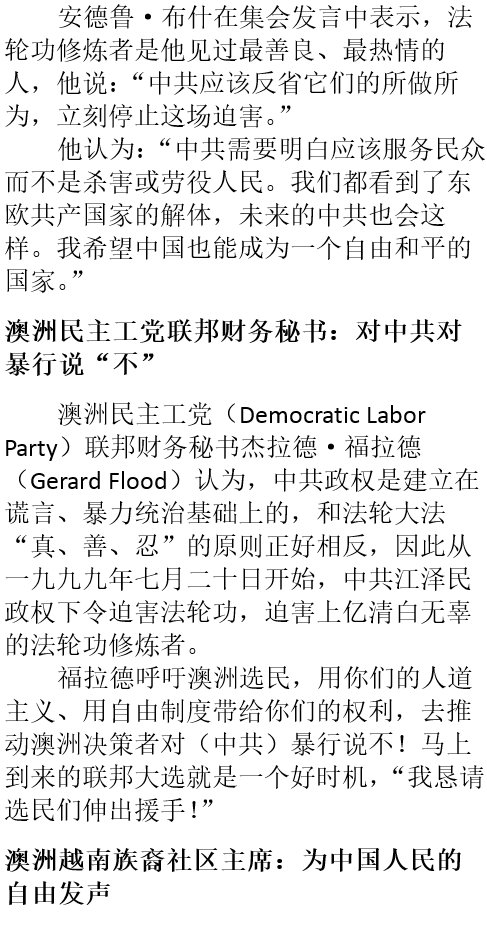 安德鲁·布什在集会发言中表示，法
轮功修炼者是他见过最善良、最热情的
人，他说：“中共应该反省它们的所做所
为，立刻停止这场迫害。”
他认为：“中共需要明白应该服务民众
而不是杀害或劳役人民。我们都看到了东
欧共产国家的解体，未来的中共也会这
样。我希望中国也能成为一个自由和平的
国家。”
澳洲民主工党联邦财务秘书：对中共对
暴行说“不”
澳洲民主工党（Democratic Labor
Party）联邦财务秘书杰拉德·福拉德
（Gerard Flood）认为，中共政权是建立在
谎言、暴力统治基础上的，和法轮大法
“真、善、忍”的原则正好相反，因此从
一九九九年七月二十日开始，中共江泽民
政权下令迫害法轮功，迫害上亿清白无辜
的法轮功修炼者。
福拉德呼吁澳洲选民，用你们的人道
主义、用自由制度带给你们的权利，去推
动澳洲决策者对（中共）暴行说不！马上
到来的联邦大选就是一个好时机，“我恳请
选民们伸出援手！”
澳洲越南族裔社区主席：为中国人民的
自由发声